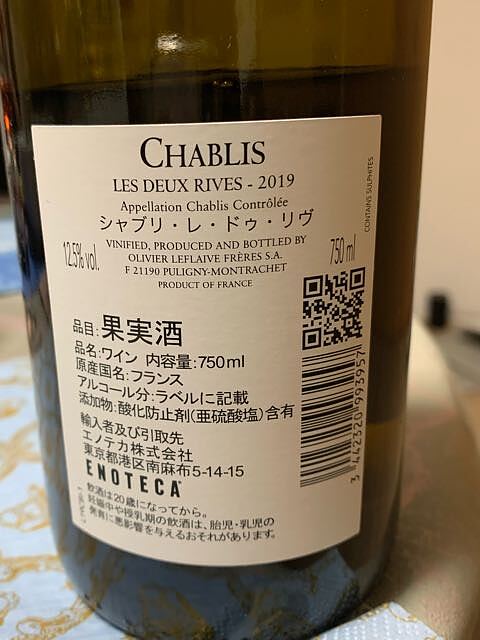 CHABLIS
LES DEUX RIVES - 2019
Appellation Chablis Contrôlée
シャブリ・レ・ドゥ・リヴ
12.5% vol.
VINIFIED, PRODUCED AND BOTTLED BY
OLIVIER LEFLAIVE FRÈRES S.A.
F 21190 PULIGNY-MONTRACHET
PRODUCT OF FRANCE
750 ml
CONTAINS SULPHITES
品目:果実酒
品名:ワイン 内容量:750ml
原産国名:フランス
アルコール分:ラベルに記載
添加物:酸化防止剤(亜硫酸塩)含有
輸入者及び引取先
エノテカ株式会社
東京都港区南麻布5-14-15
ENOTECA
飲酒は20歳になってから。
妊娠中や授乳期の飲酒は、胎児・乳児の
発育に悪影響を与えるおそれがあります。
3 442320 993957